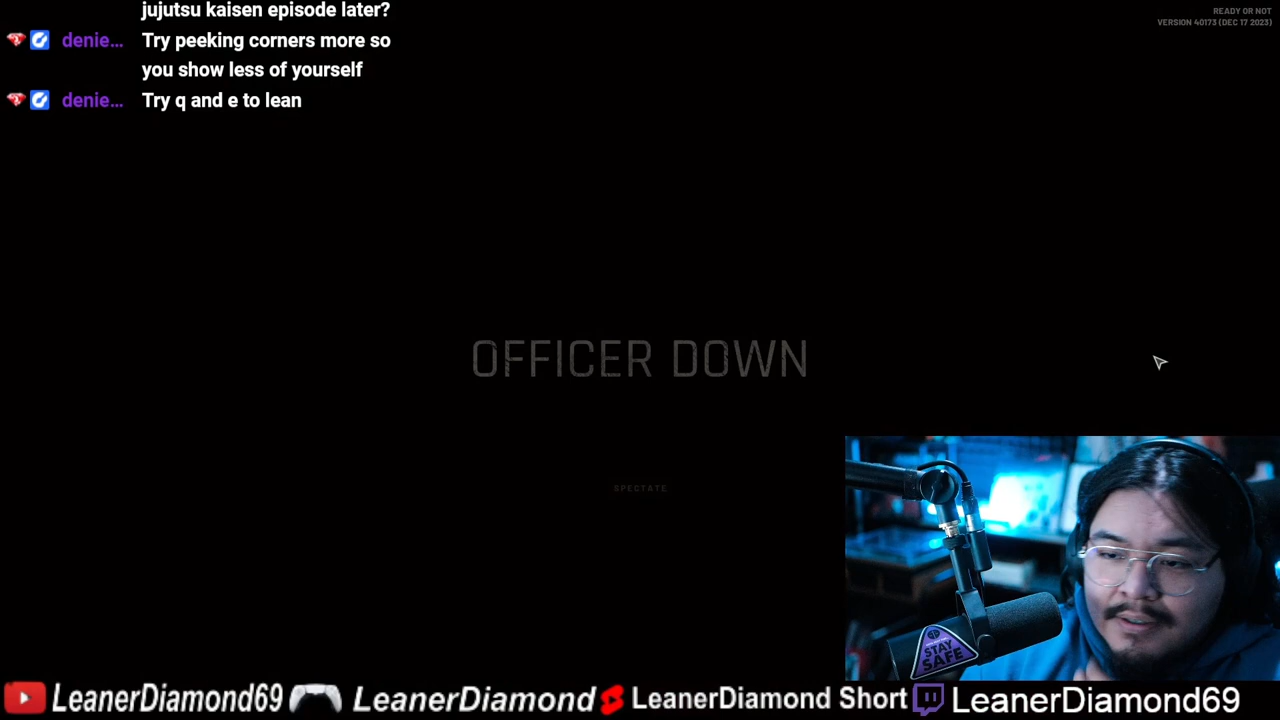 jujutsu kaisen episode later?
denie... Try peeking corners more so
you show less of yourself
denie... Try q and e to lean
READY OR NOT
VERSION 40173 (DEC 17 2023)
OFFICER DOWN
SPECTATE
STAY
SAFE
LeanerDiamond69 LeanerDiamond LeanerDiamond Short LeanerDiamond69